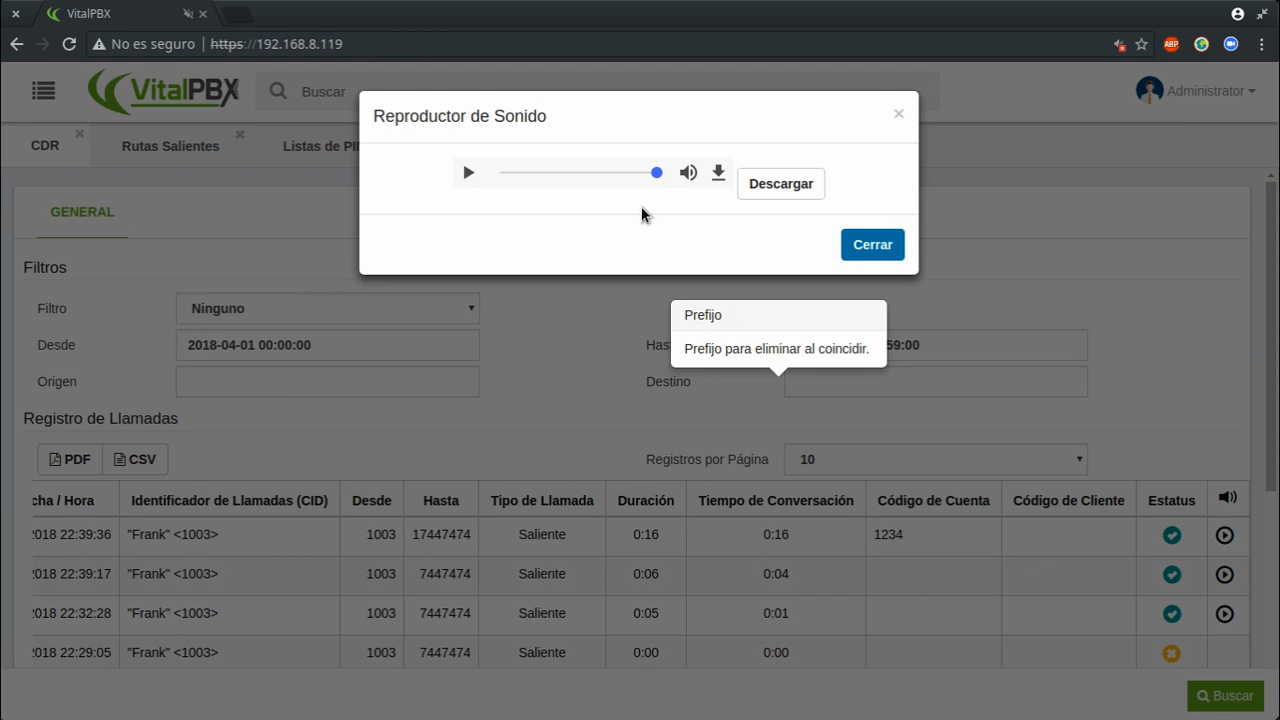 VitalPBX
No es seguro | https://192.168.8.119
ABP
VitalPBX
Buscar
Administrator
Reproductor de Sonido
×
Descargar
Cerrar
CDR
Rutas Salientes
Listas de
GENERAL
Filtros
Filtro
Ninguno
Prefijo
Prefijo para eliminar al coincidir.
Desde
2018-04-01 00:00:00
59:00
Origen
Destino
Registro de Llamadas
PDF
CSV
Registros por Página
10
cha / Hora Identificador de Llamadas (CID) Desde Hasta Tipo de Llamada Duración Tiempo de Conversación Código de Cuenta Código de Cliente Estatus
2018 22:39:36 "Frank" <1003> 1003 17447474 Saliente 0:16 0:16 1234
2018 22:39:17 "Frank" <1003> 1003 7447474 Saliente 0:06 0:04
2018 22:32:28 "Frank" <1003> 1003 7447474 Saliente 0:05 0:01
2018 22:29:05 "Frank" <1003> 1003 7447474 Saliente 0:00 0:00
Buscar